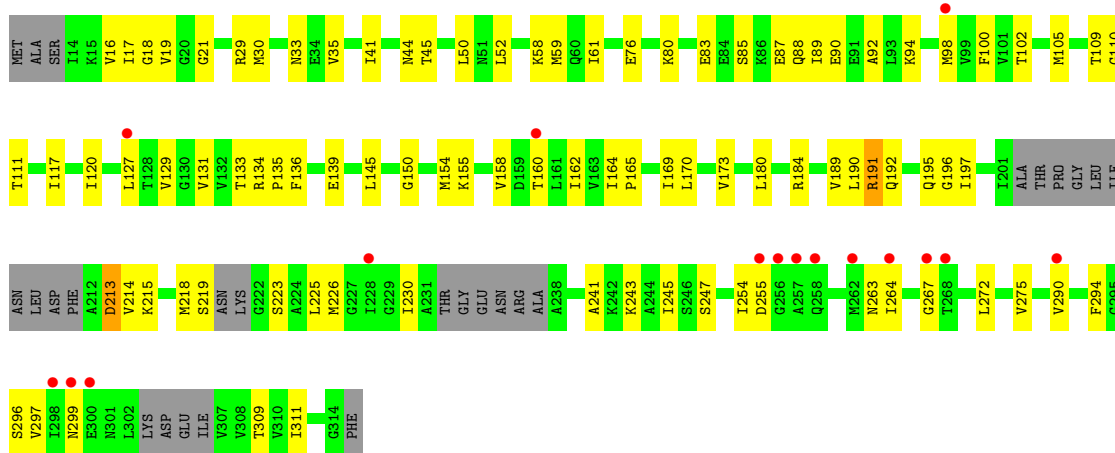 MET ALA SER I14 K15 V16 I17 G18 V19 G20 G21 R29 M30 N33 E34 V35 I41 N44 T45 L50 N51 L52 K58 M59 Q60 I61 E76 K80 E83 E84 S85 K86 E87 Q88 I89 E90 E91 A92 L93 K94 M98 V99 F100 V101 T102 M105 T109 G110
T111 I117 I120 L127 T128 V129 G130 V131 V132 T133 R134 P135 F136 E139 L145 G150 M154 K155 V158 D159 T160 L161 I162 V163 I164 P165 I169 L170 V173 L180 R184 V189 L190 R191 Q192 Q195 G196 I197 I201 ALA THR PRO GLY LEU ILE
ASN LEU ASP PHE A212 D213 V214 K215 M218 S219 ASN LYS G222 S223 A224 L225 M226 G227 I228 G229 I230 A231 THR GLY GLU ASN ARG ALA A238 A241 K242 K243 A244 I245 S246 S247 I254 D255 G256 A257 Q258 M262 N263 I264 G267 T268 L272 V275 V290 F294 G295
S296 V297 I298 N299 E300 N301 L302 LYS ASP GLU ILE V307 V308 T309 V310 I311 G314 PHE